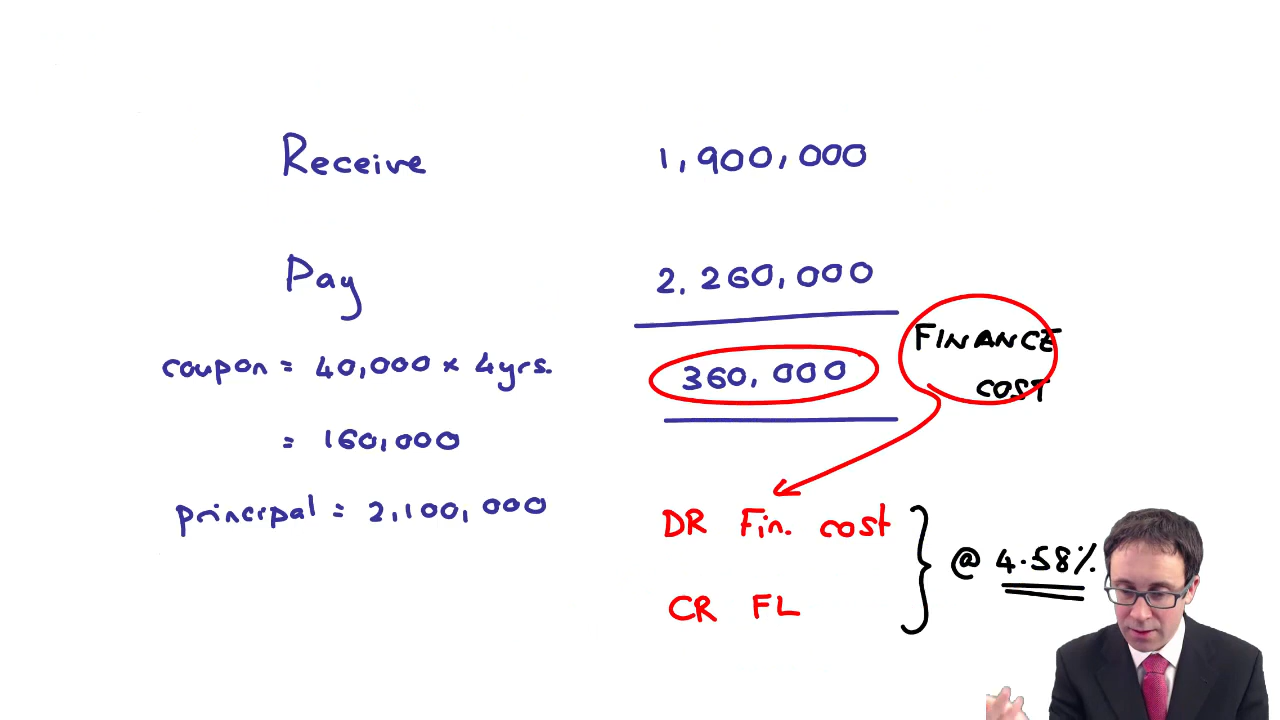 Receive 1,900,000
Pay 2.260,000
coupon = 40,000 × 4yrs. 360,000 FINANCE COST
= 160,000
principal = 2,100,000
DR Fin. cost
@ 4.58%
CR FL